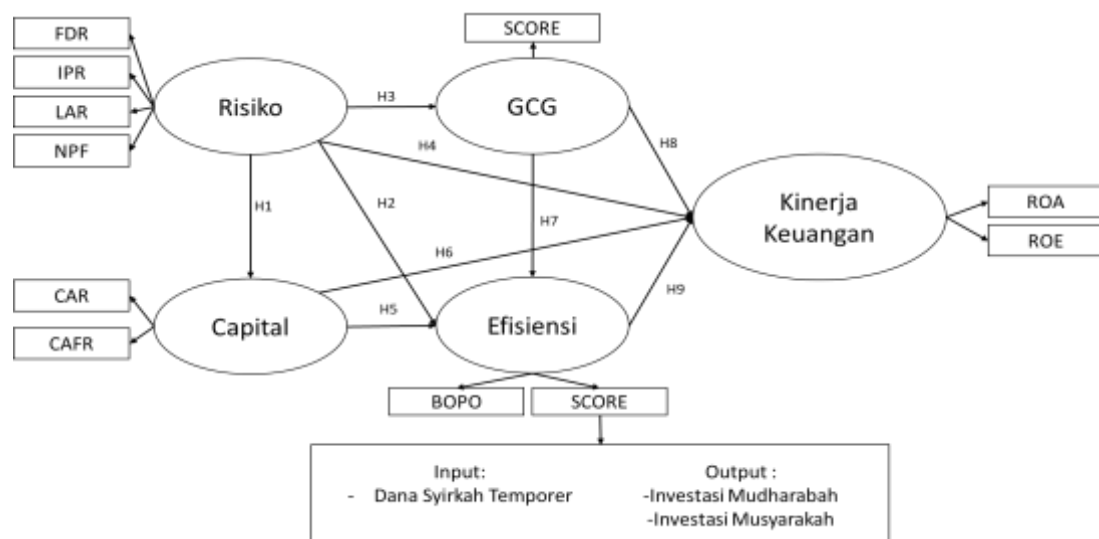 FDR
IPR
LAR
NPF
Risiko
H3
SCORE
GCG
H4
H8
H1
H2
H7
H6
Kinerja
Keuangan
ROA
ROE
CAR
CAFR
Capital
H5
Efisiensi
H9
BOPO
SCORE
Input:
- Dana Syirkah Temporer
Output :
-Investasi Mudharabah
-Investasi Musyarakah